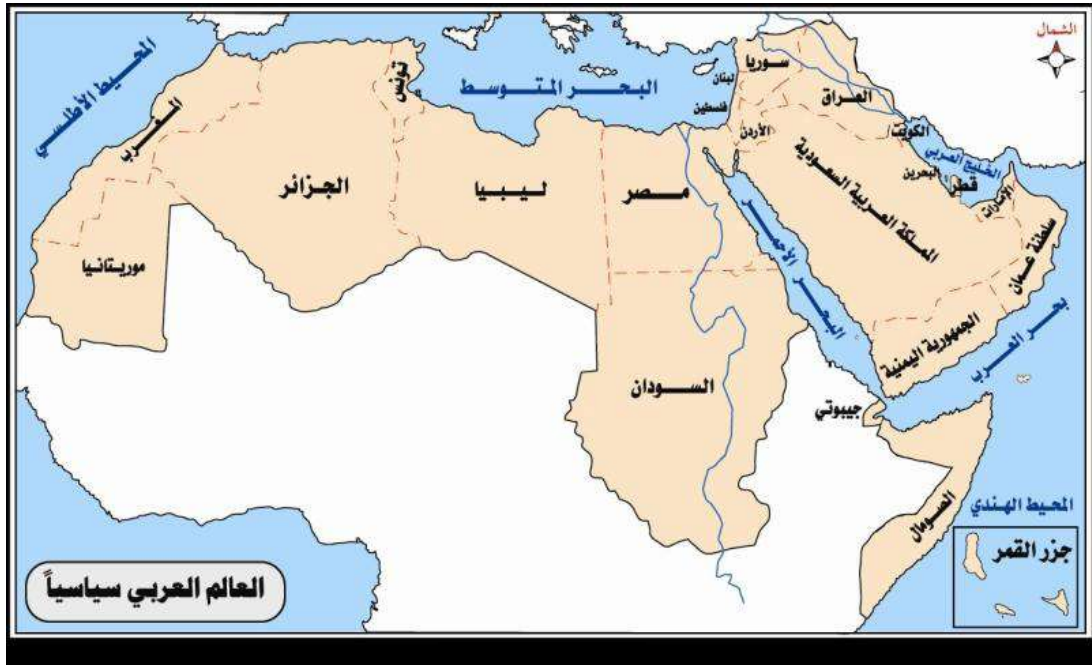 الشمال
المحيط الأطلسي
البحر المتوسط
المغرب
تونس
الجزائر
ليبيا
مصر
موريتانيا
السودان
سوريا
لبنان
فلسطين
الأردن
العراق
الكويت
الخليج العربي
البحرين
قطر
الإمارات
المملكة العربية السعودية
سلطنة عمان
الجمهورية اليمنية
البحر الأحمر
بحر العرب
جيبوتي
الصومال
المحيط الهندي
جزر القمر
العالم العربي سياسياً